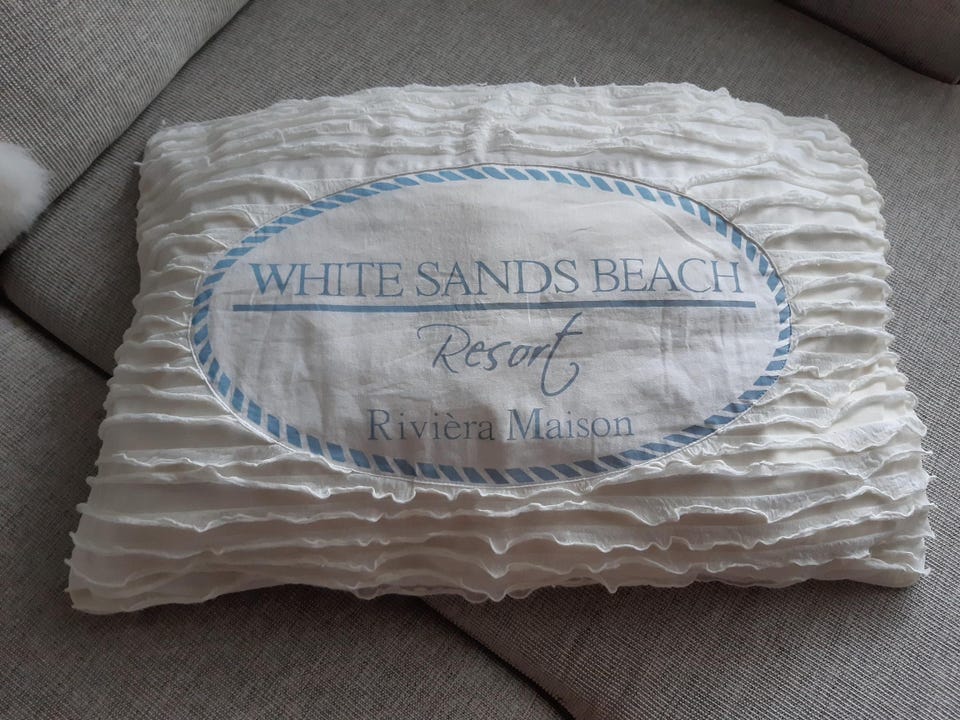 WHITE SANDS BEACH
Resort
Rivièra Maison